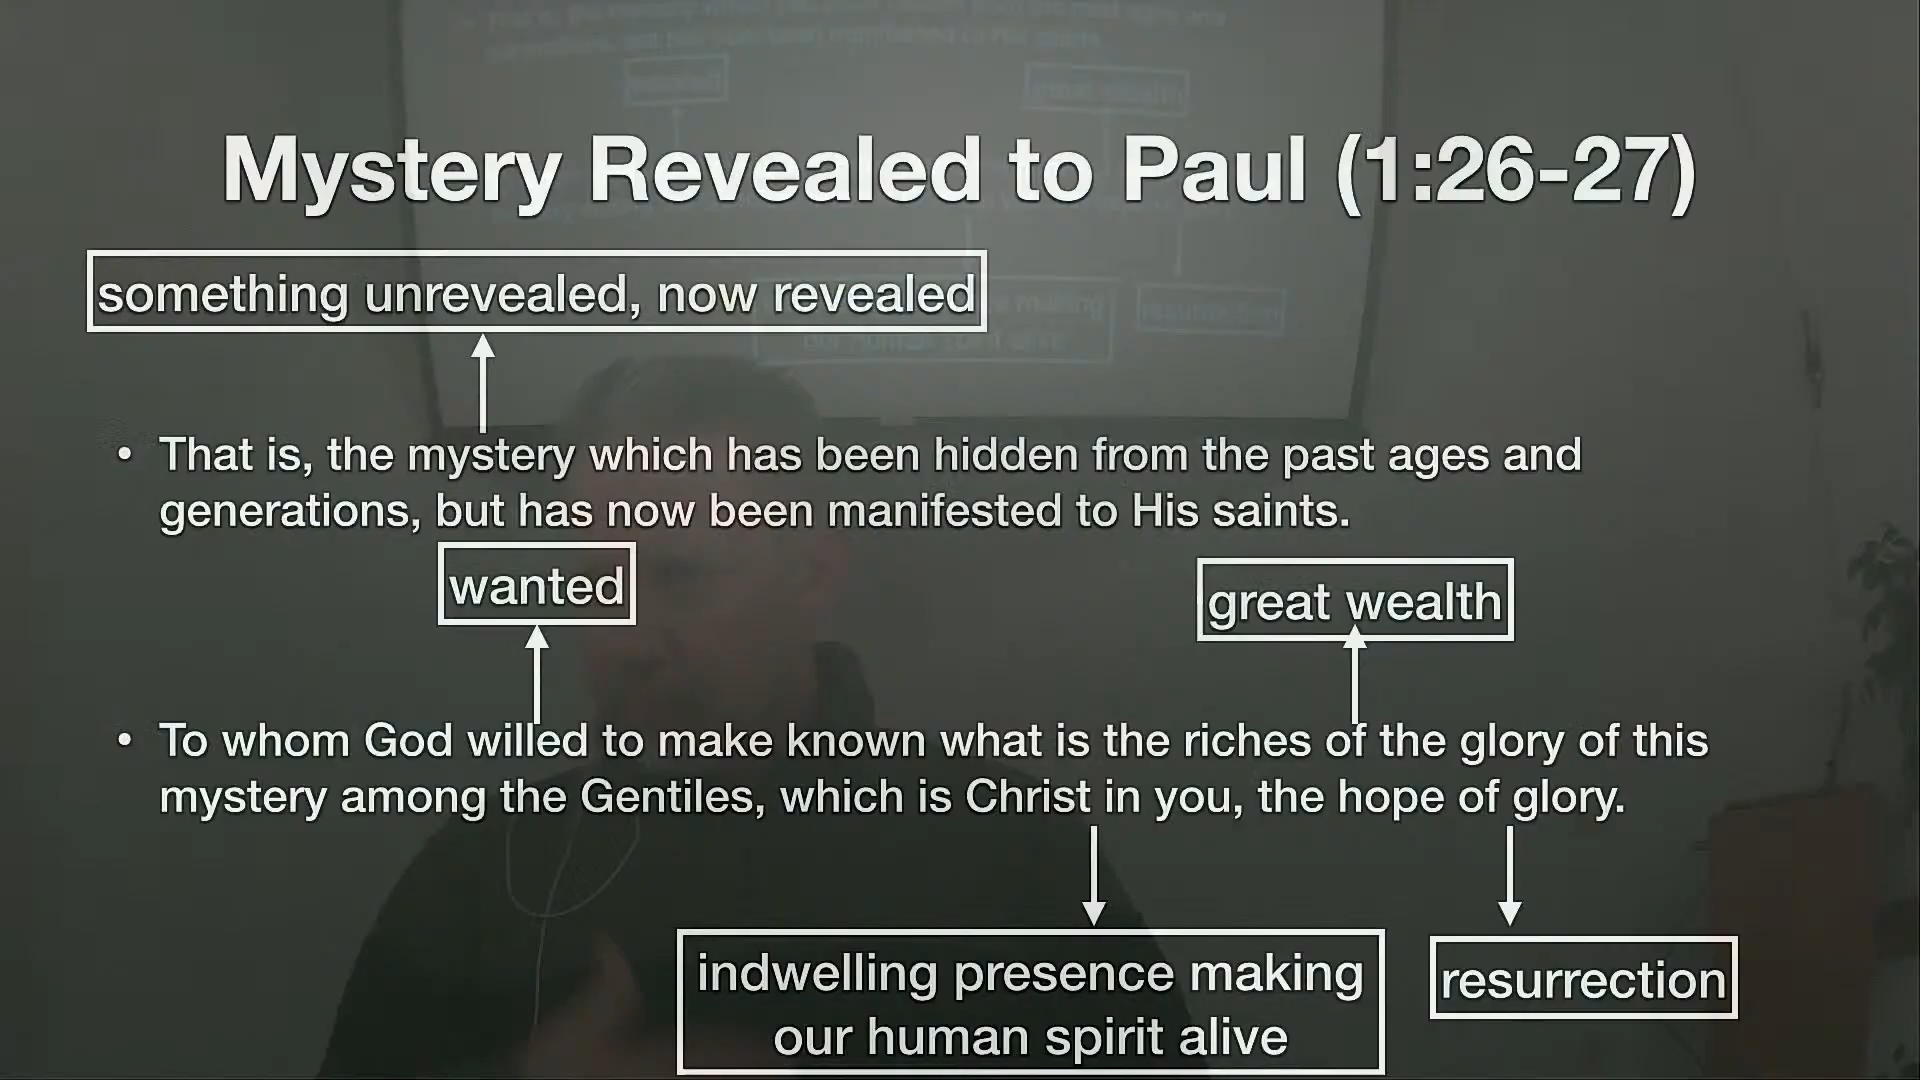 Mystery Revealed to Paul (1:26-27)
something unrevealed, now revealed
• That is, the mystery which has been hidden from the past ages and
generations, but has now been manifested to His saints.
wanted
great wealth
• To whom God willed to make known what is the riches of the glory of this
mystery among the Gentiles, which is Christ in you, the hope of glory.
indwelling presence making
our human spirit alive
resurrection